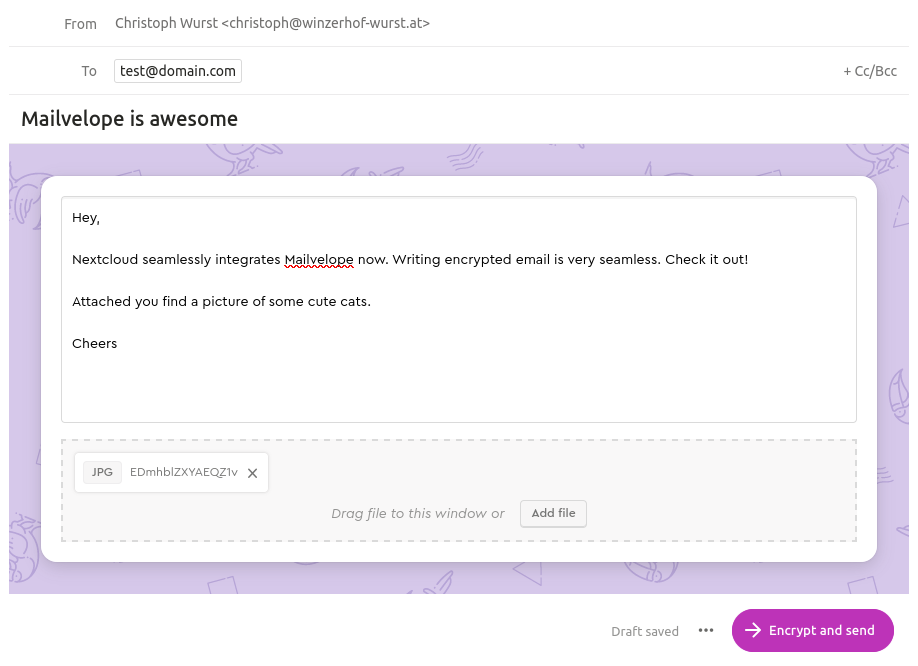 From Christoph Wurst <christoph@winzerhof-wurst.at>
To test@domain.com + Cc/Bcc
Mailvelope is awesome
Hey,
Nextcloud seamlessly integrates Mailvelope now. Writing encrypted email is very seamless. Check it out!
Attached you find a picture of some cute cats.
Cheers
JPG EDmhblZXYAEQZ1v
Drag file to this window or Add file
Draft saved Encrypt and send